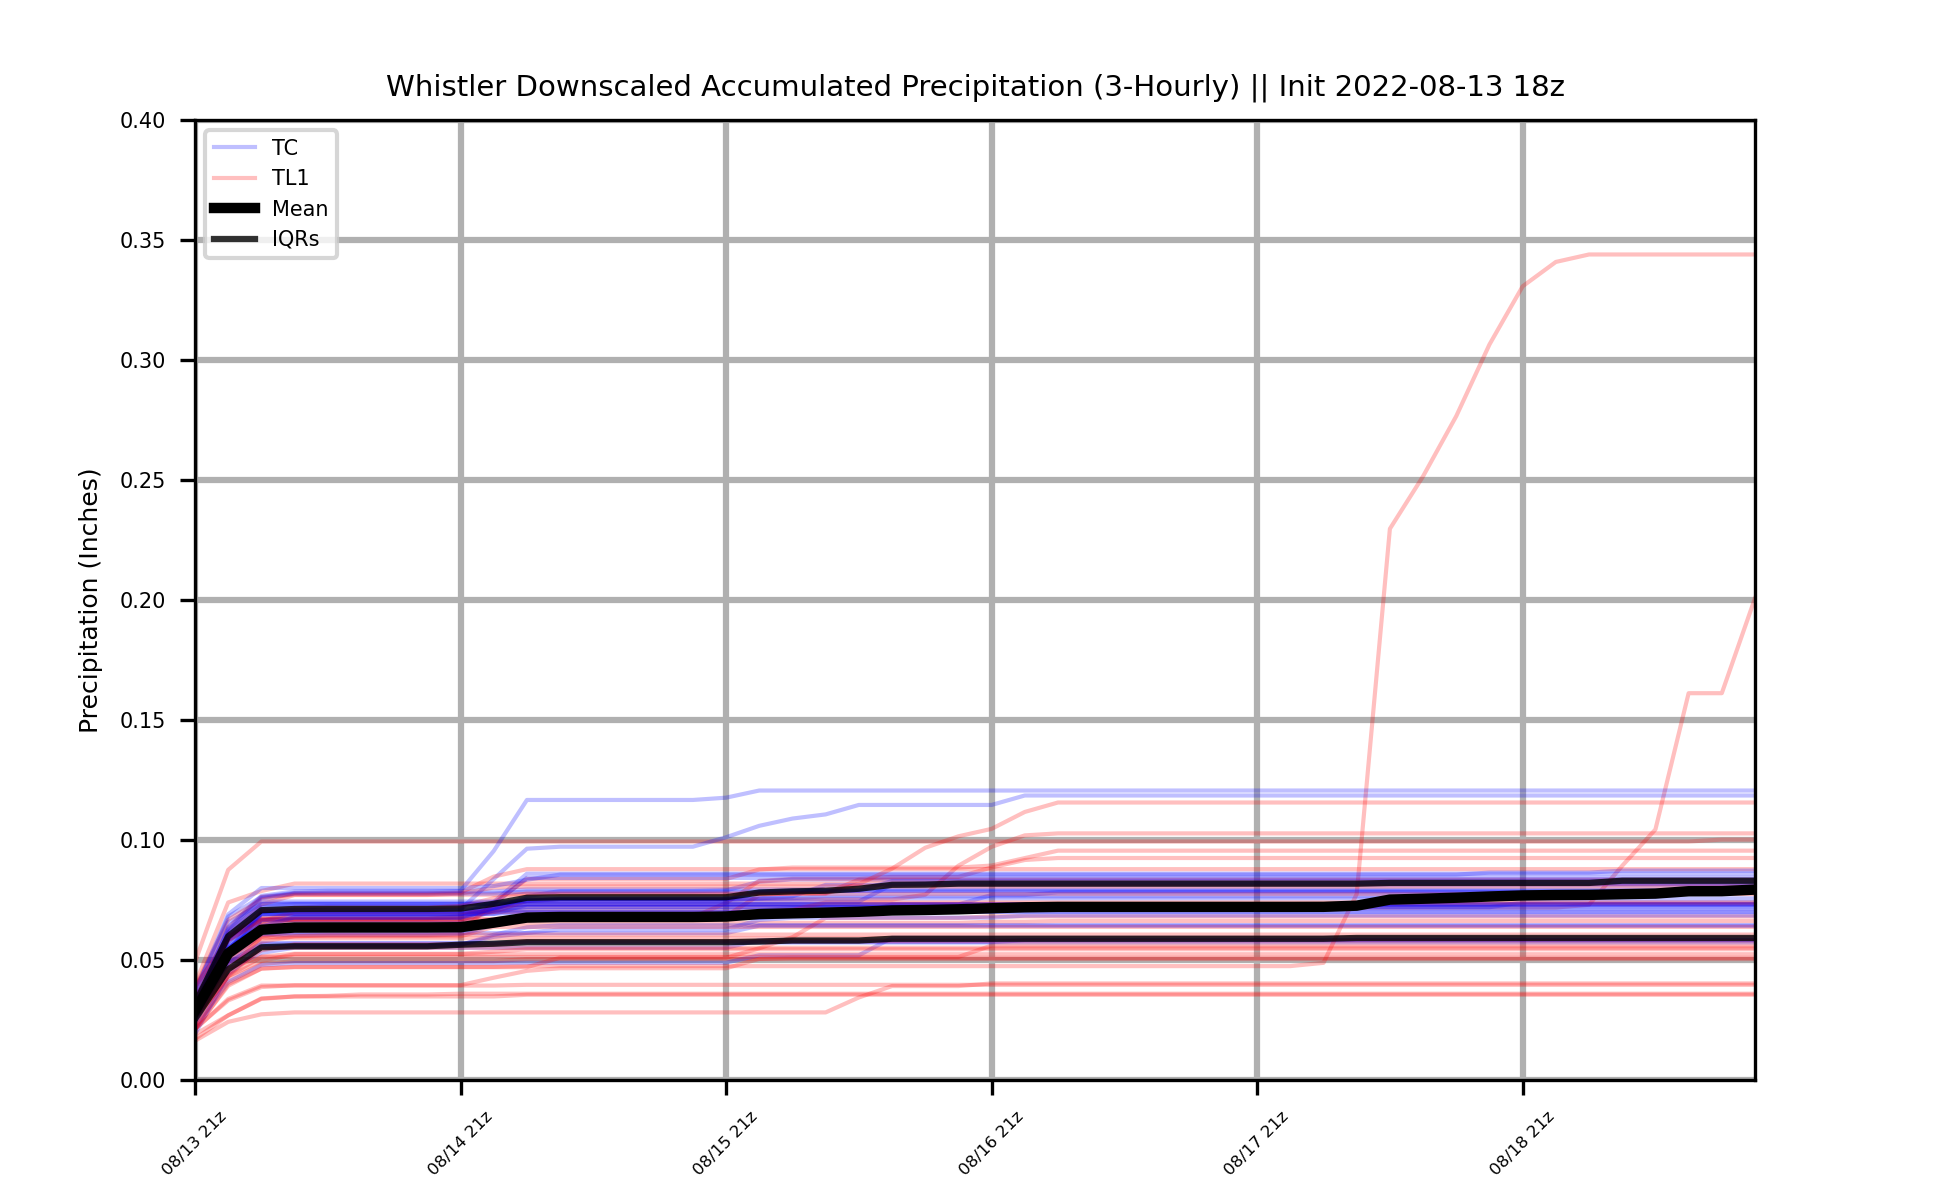 Whistler Downscaled Accumulated Precipitation (3-Hourly) || Init 2022-08-13 18z
TC
TL1
Mean
IQRs
Precipitation (Inches)
0.40
0.35
0.30
0.25
0.20
0.15
0.10
0.05
0.00
08/13 21z
08/14 21z
08/15 21z
08/16 21z
08/17 21z
08/18 21z